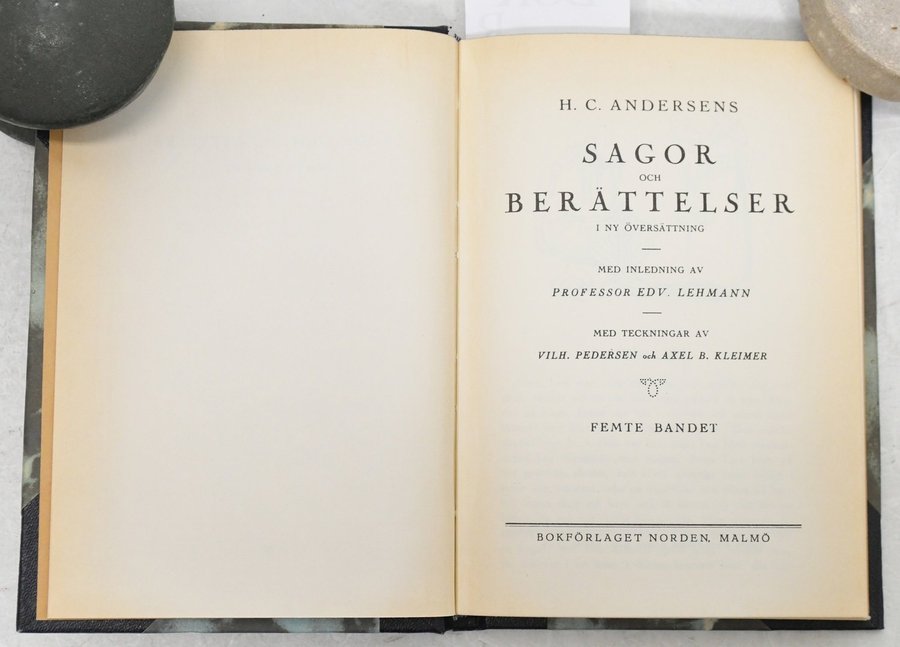 H. C. ANDERSENS
SAGOR
OCH
BERÄTTELSER
I NY ÖVERSÄTTNING
MED INLEDNING AV
PROFESSOR EDV. LEHMANN
MED TECKNINGAR AV
VILH. PEDERSEN och AXEL B. KLEIMER
FEMTE BANDET
BOKFÖRLAGET NORDEN, MALMÖ